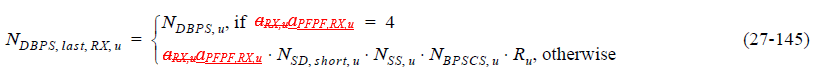 N_{DBPS, last, RX, u} = { N_{DBPS, u}, if a_{RX,u}a_{PFPF,RX,u} = 4
a_{RX,u}a_{PFPF,RX,u} · N_{SD, short, u} · N_{SS, u} · N_{BPSCS, u} · R_u, otherwise (27-145)